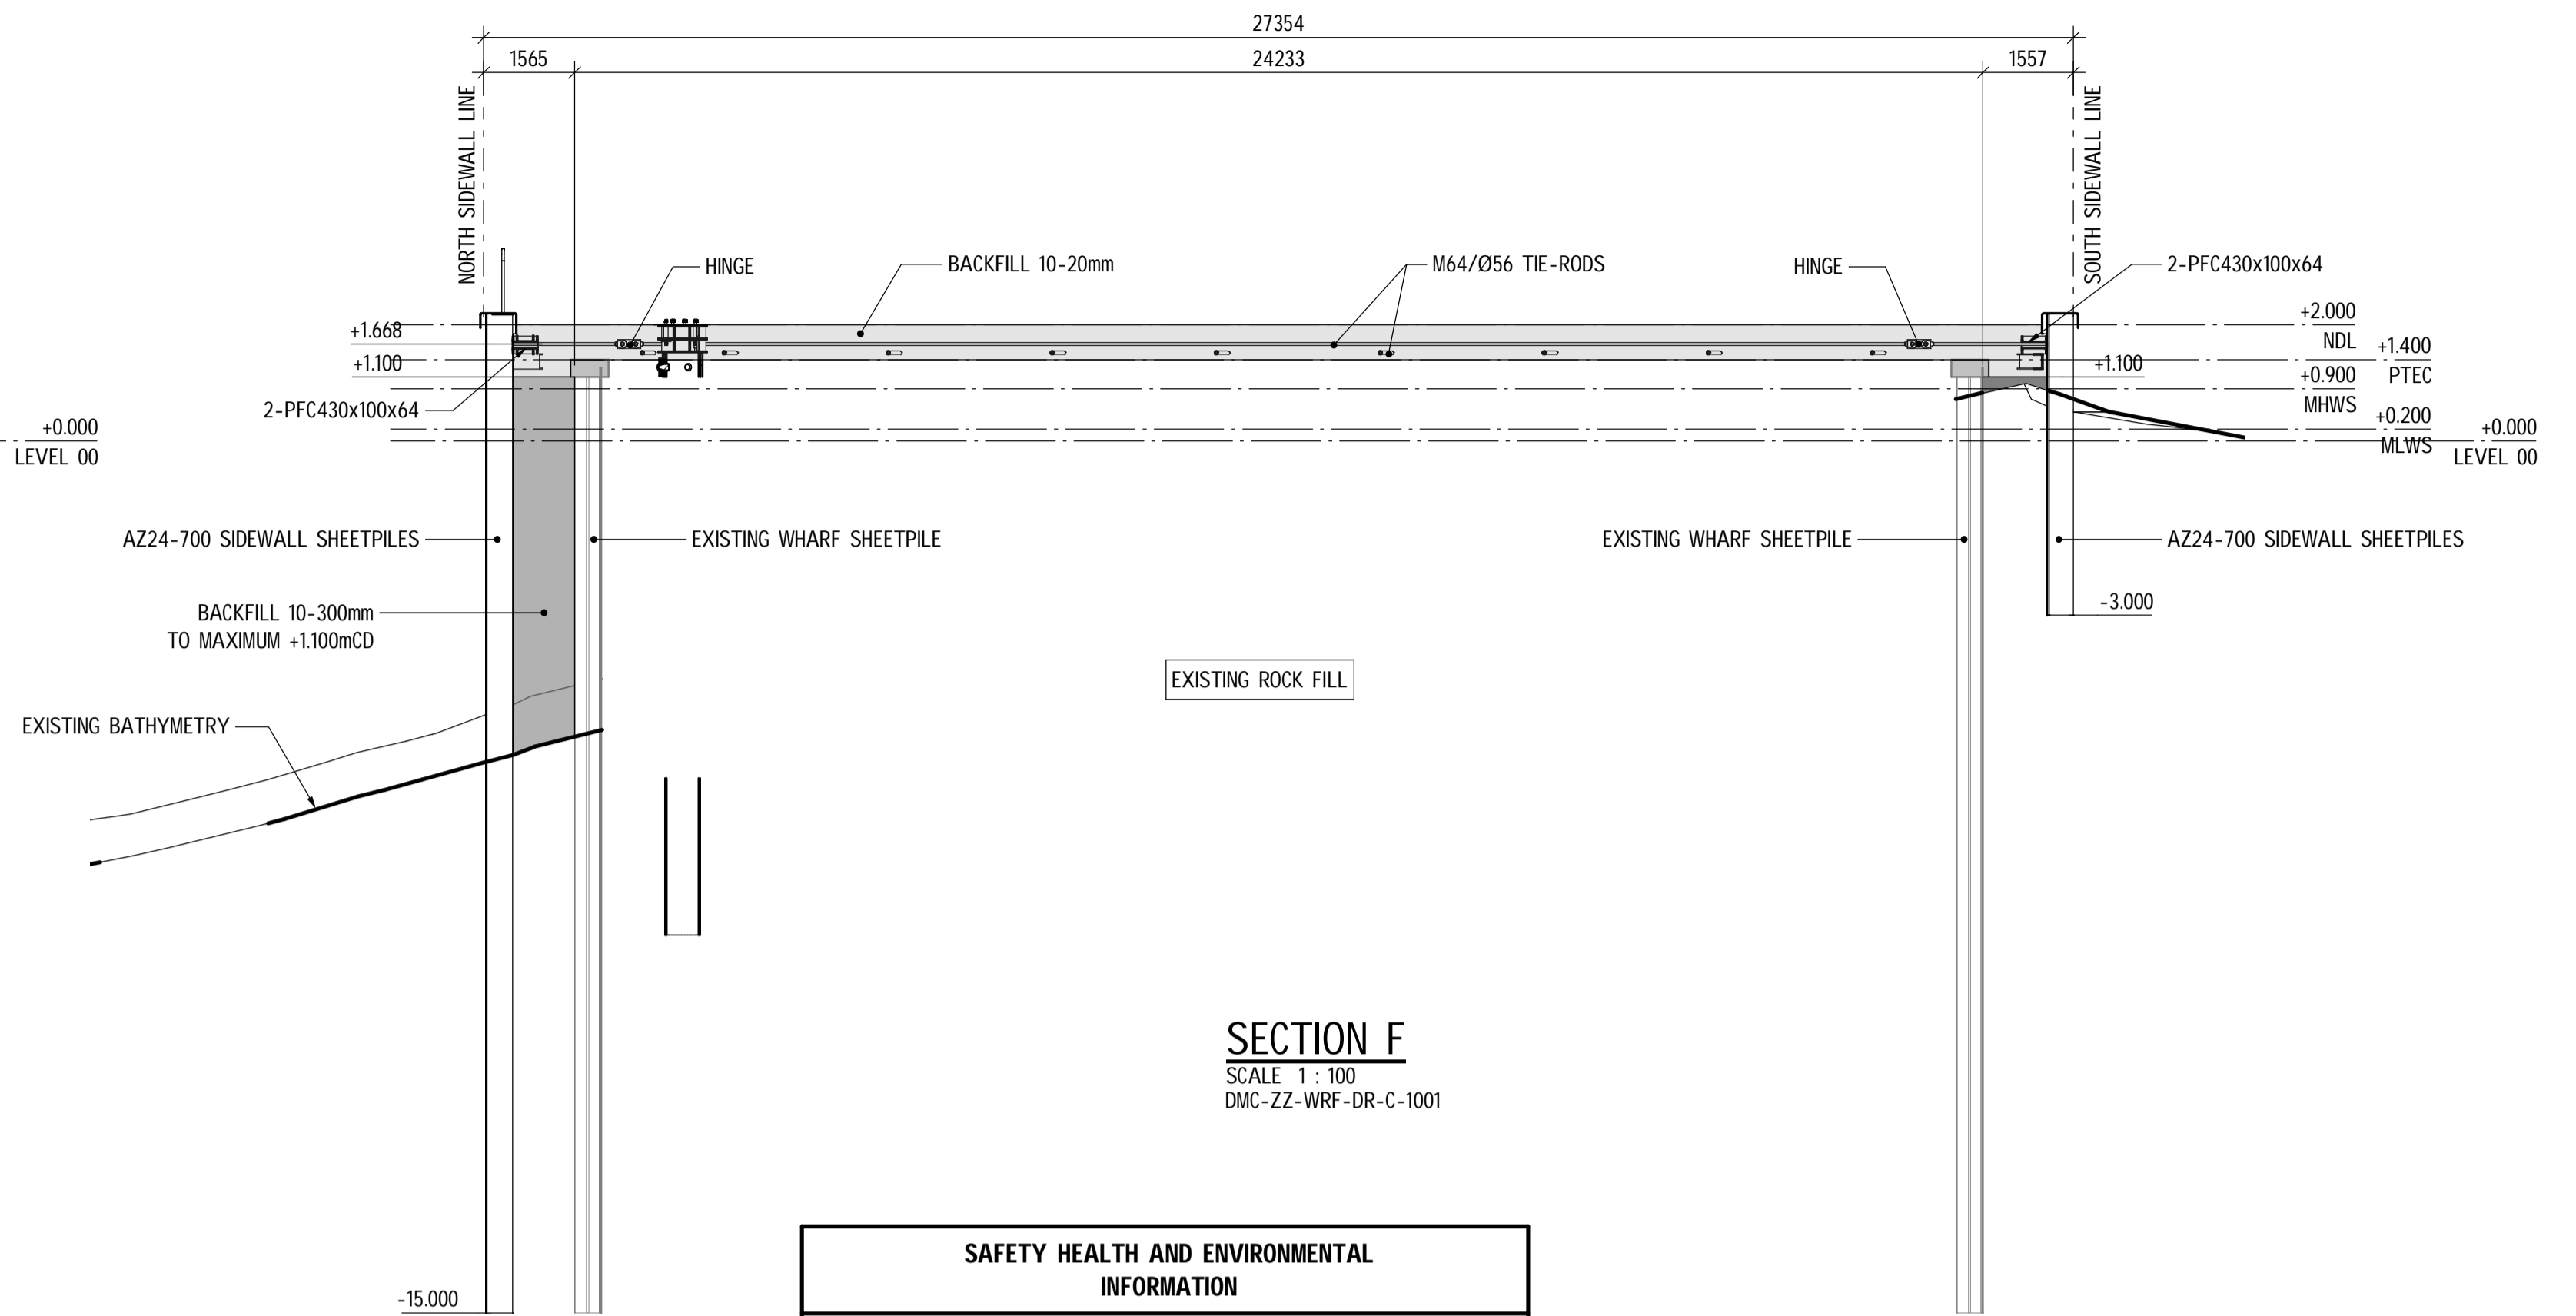 27354
1565
24233
1557
NORTH SIDEWALL LINE
SOUTH SIDEWALL LINE
HINGE
BACKFILL 10-20mm
M64/Ø56 TIE-RODS
HINGE
2-PFC430x100x64
+1.668
+1.100
2-PFC430x100x64
+2.000
NDL
+1.400
PTEC
+1.100
+0.900
MHWS
+0.200
MLWS
+0.000
LEVEL 00
+0.000
LEVEL 00
AZ24-700 SIDEWALL SHEETPILES
EXISTING WHARF SHEETPILE
EXISTING WHARF SHEETPILE
AZ24-700 SIDEWALL SHEETPILES
BACKFILL 10-300mm
TO MAXIMUM +1.100mCD
-3.000
EXISTING ROCK FILL
EXISTING BATHYMETRY
SECTION F
SCALE 1 : 100
DMC-ZZ-WRF-DR-C-1001
SAFETY HEALTH AND ENVIRONMENTAL
INFORMATION
-15.000